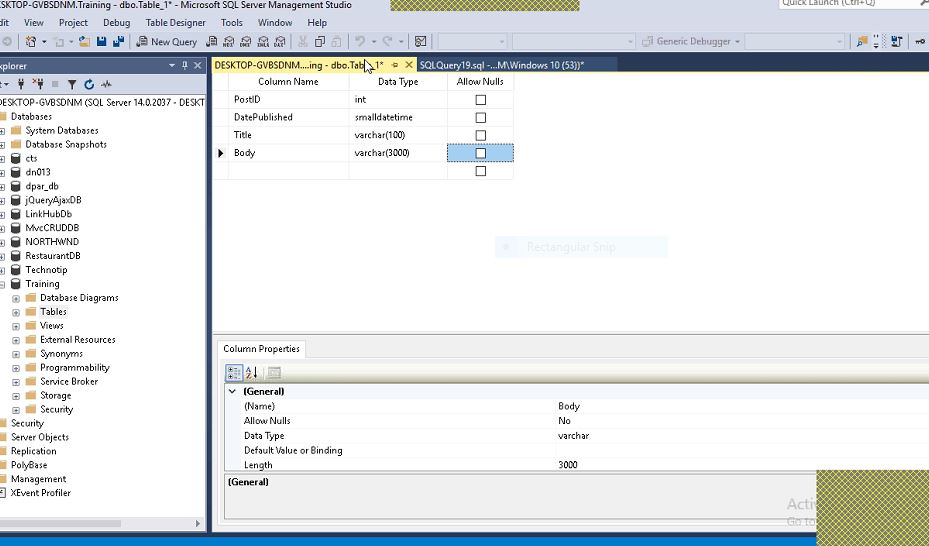 DESKTOP-GVBSDNM.Training - dbo.Table_1* - Microsoft SQL Server Management Studio
Quick Launch (Ctrl+Q)
dit View Project Debug Table Designer Tools Window Help
New Query
MDX DMX XMLA DAX
Generic Debugger
xplorer
DESKTOP-GVBSDNM....ing - dbo.Table_1*
SQLQuery19.sql -...M\Windows 10 (53))*
Column Name Data Type Allow Nulls
PostID int
DatePublished smalldatetime
Title varchar(100)
Body varchar(3000)
DESKTOP-GVBSDNM (SQL Server 14.0.2037 - DESKT
Databases
System Databases
Database Snapshots
cts
dn013
dpar_db
jQueryAjaxDB
LinkHubDb
MvcCRUDDB
NORTHWND
RestaurantDB
Technotip
Training
Database Diagrams
Tables
Views
External Resources
Synonyms
Programmability
Service Broker
Storage
Security
Security
Server Objects
Replication
PolyBase
Management
XEvent Profiler
Rectangular Snip
Column Properties
(General)
(Name) Body
Allow Nulls No
Data Type varchar
Default Value or Binding
Length 3000
(General)
Acti
Go to